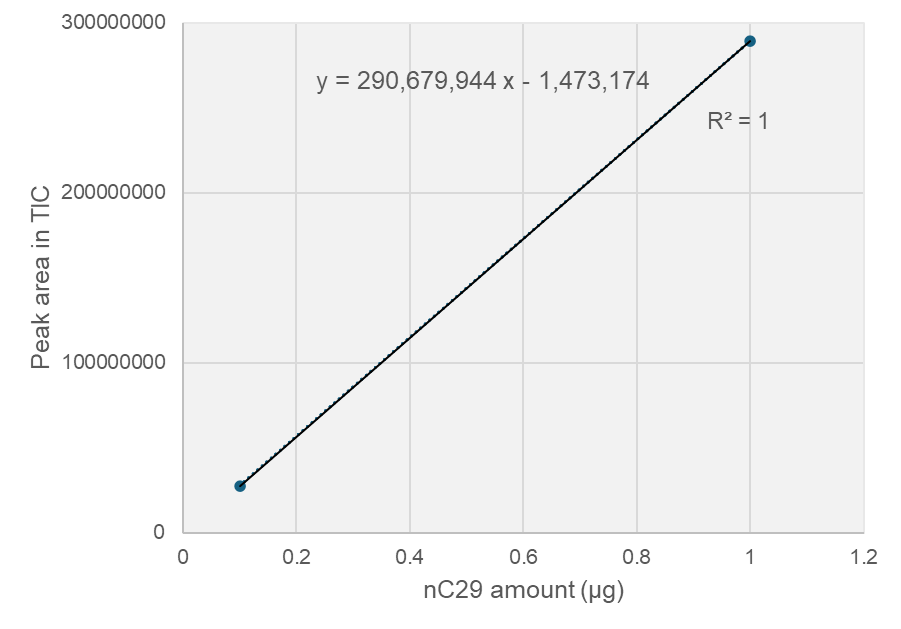 300000000
y = 290,679,944 x - 1,473,174
R² = 1
200000000
Peak area in TIC
100000000
0
0 0.2 0.4 0.6 0.8 1 1.2
nC29 amount (µg)